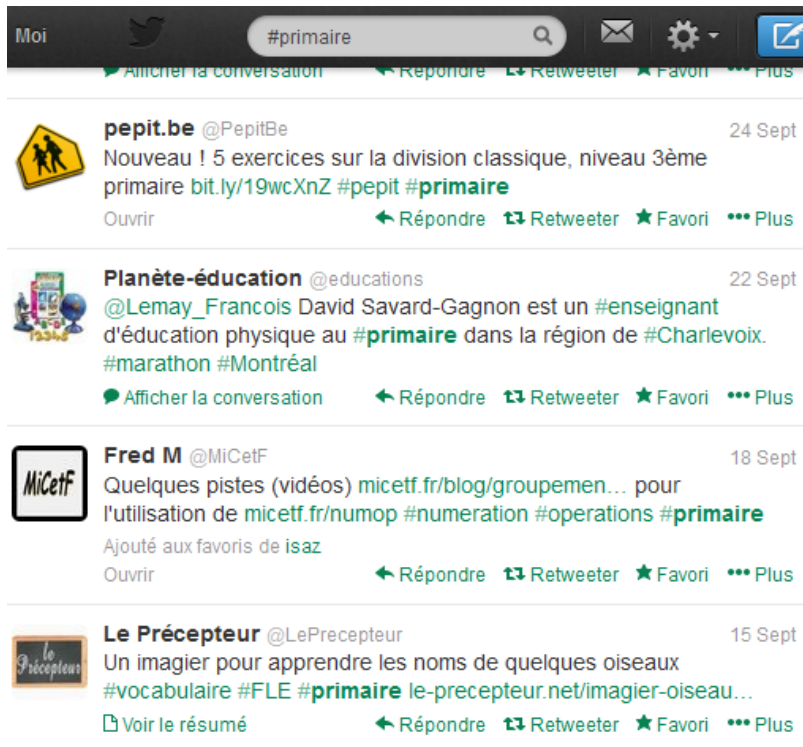 Moi #primaire
Afficher la conversation Répondre Retweeter Favori Plus
pepit.be @PepitBe 24 Sept
Nouveau ! 5 exercices sur la division classique, niveau 3ème
primaire bit.ly/19wcXnZ #pepit #primaire
Ouvrir Répondre Retweeter Favori Plus
Planète-éducation @educations 22 Sept
@Lemay_Francois David Savard-Gagnon est un #enseignant
d'éducation physique au #primaire dans la région de #Charlevoix.
#marathon #Montréal
Afficher la conversation Répondre Retweeter Favori Plus
MiCetF
Fred M @MiCetF 18 Sept
Quelques pistes (vidéos) micetf.fr/blog/groupemen… pour
l'utilisation de micetf.fr/numop #numeration #operations #primaire
Ajouté aux favoris de isaz
Ouvrir Répondre Retweeter Favori Plus
le
Précepteur
Le Précepteur @LePrecepteur 15 Sept
Un imagier pour apprendre les noms de quelques oiseaux
#vocabulaire #FLE #primaire le-precepteur.net/imagier-oiseau…
Voir le résumé Répondre Retweeter Favori Plus